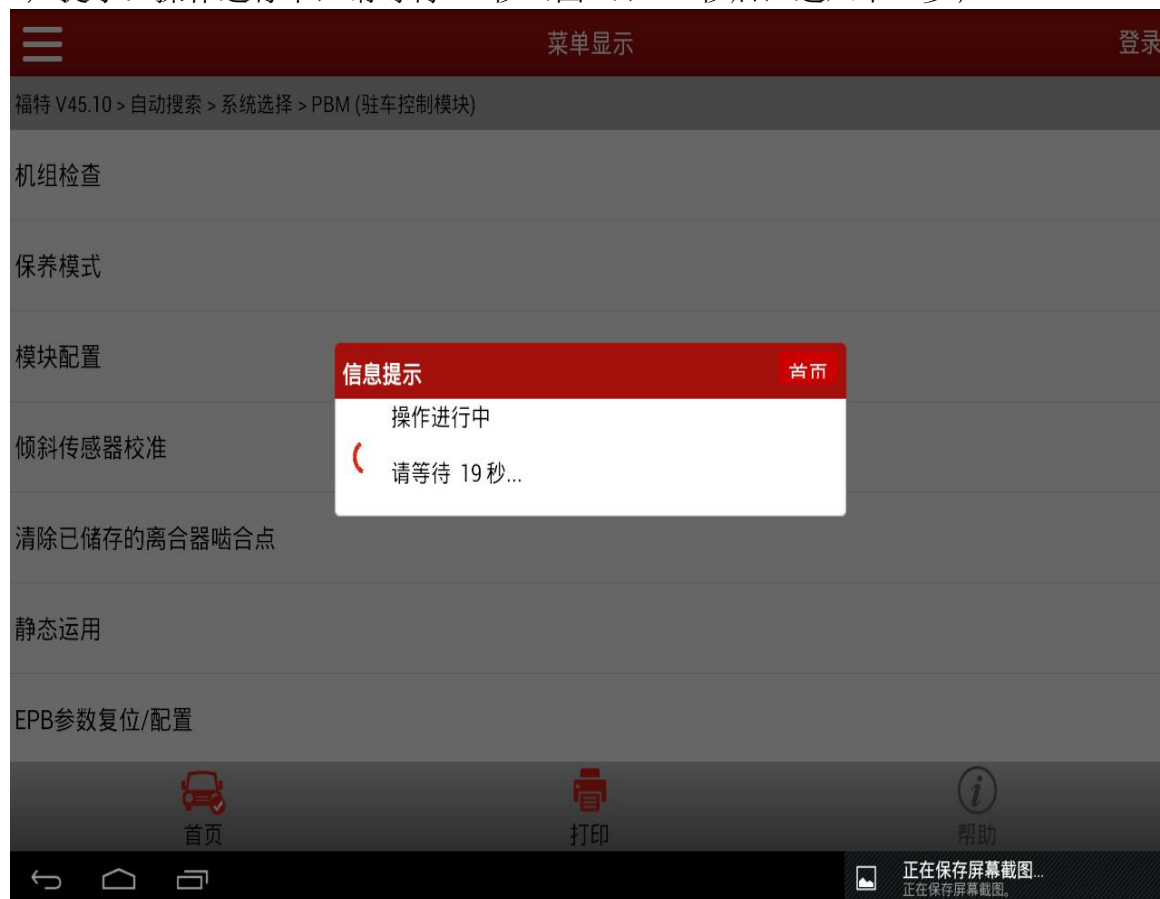 菜单显示
登录
福特 V45.10 > 自动搜索 > 系统选择 > PBM (驻车控制模块)
机组检查
保养模式
模块配置
信息提示
首页
操作进行中
请等待 19 秒...
倾斜传感器校准
清除已储存的离合器啮合点
静态运用
EPB参数复位/配置
首页
打印
帮助
正在保存屏幕截图...
正在保存屏幕截图。